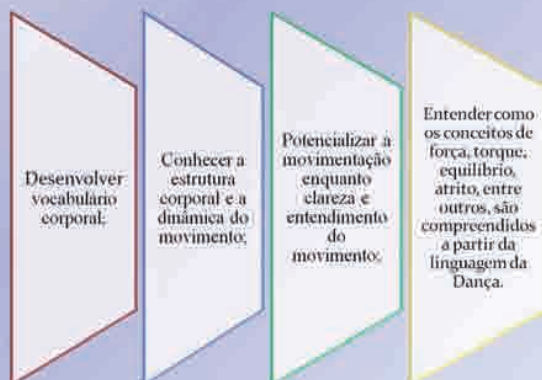 Desenvolver
vocabulário
corporal;
Conhecer a
estrutura
corporal e a
dinâmica do
movimento;
Potencializar a
movimentação
enquanto
clareza e
entendimento
do
movimento;
Entender como
os conceitos de
força, torque,
equilíbrio,
atrito, entre
outros, são
compreendidos
a partir da
linguagem da
Dança.